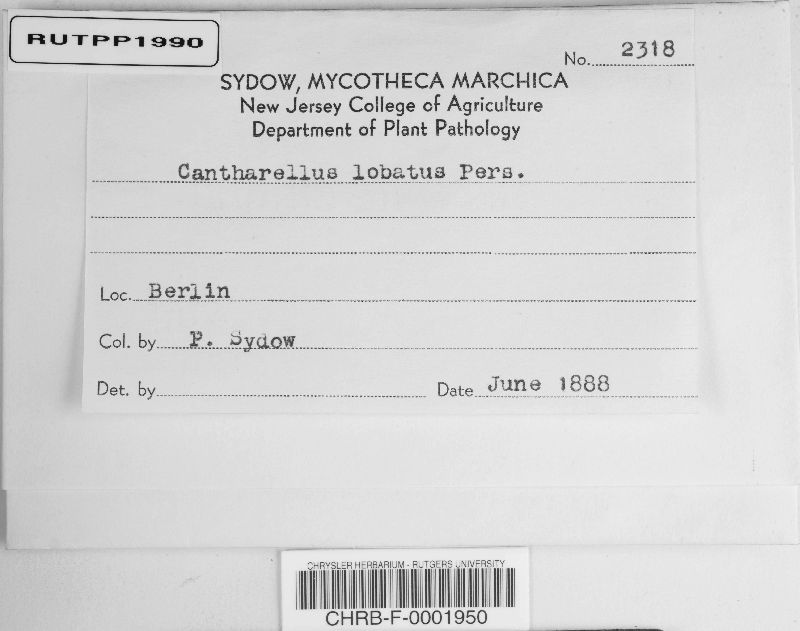 RUTPP1990
No. 2318
SYDOW, MYCOTHECA MARCHICA
New Jersey College of Agriculture
Department of Plant Pathology
Cantharellus lobatus Pers.
Loc. Berlin
Col. by P. Sydow
Det. by
Date June 1888
CHRYSLER HERBARIUM - RUTGERS UNIVERSITY
CHRB-F-0001950